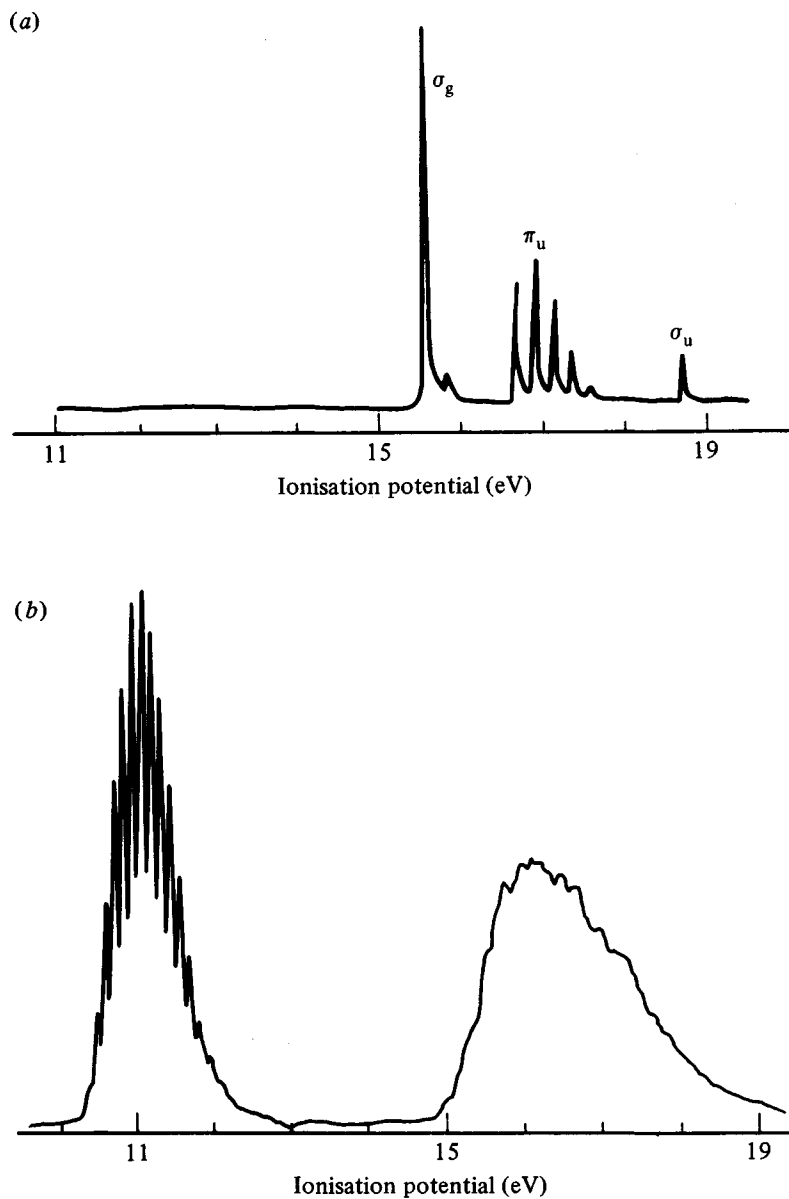 (a)
σg
πu
σu
11 15 19
Ionisation potential (eV)
(b)
11 15 19
Ionisation potential (eV)